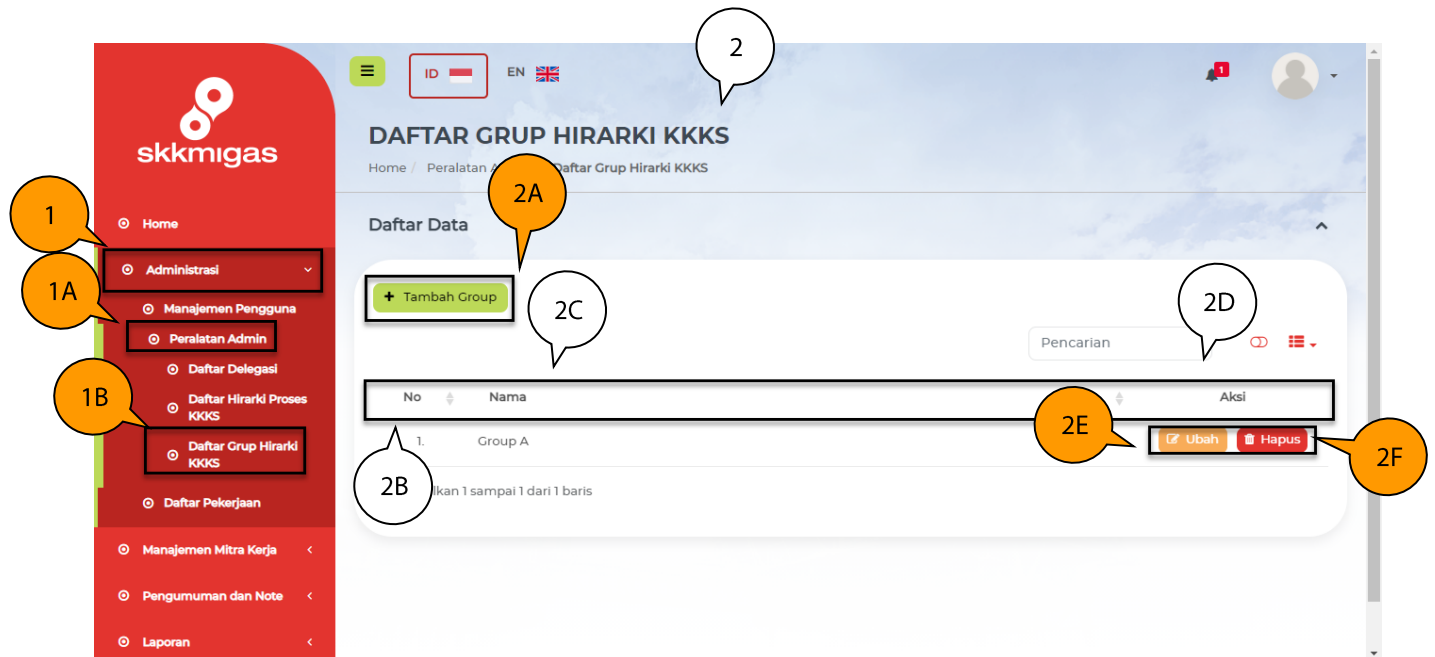 2
ID
EN
1
skkmigas
DAFTAR GRUP HIRARKI KKKS
Home / Peralatan Daftar Grup Hirarki KKKS
2A
1
Home
Daftar Data
Administrasi
1A
Manajemen Pengguna
+ Tambah Group
2C
2D
Peralatan Admin
Pencarian
Daftar Delegasi
1B
Daftar Hirarki Proses
KKKS
No
Nama
Aksi
2E
Daftar Grup Hirarki
KKKS
1.
Group A
Ubah
Hapus
2F
2B
1 sampai 1 dari 1 baris
Daftar Pekerjaan
Manajemen Mitra Kerja
Pengumuman dan Note
Laporan